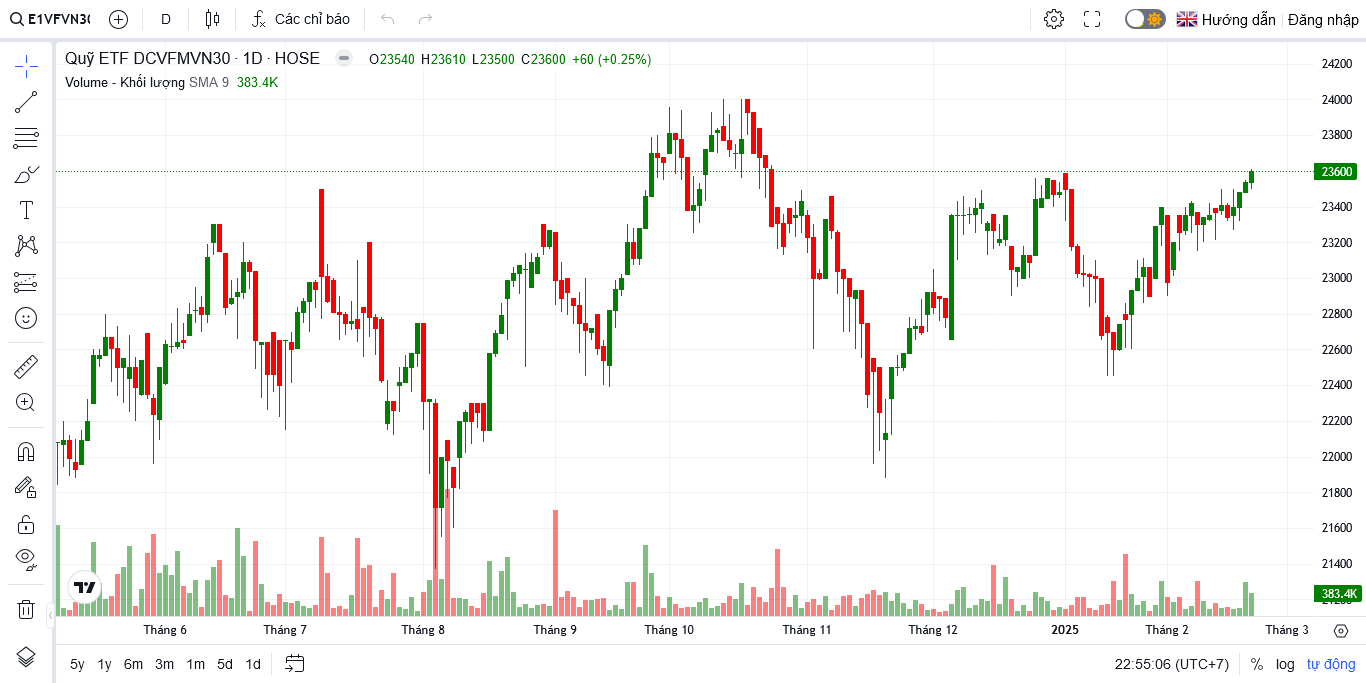 E1VFVN30 D Các chỉ báo Hướng dẫn Đăng nhập
Quỹ ETF DCVFMVN30 · 1D · HOSE O23540 H23610 L23500 C23600 +60 (+0.25%)
Volume - Khối lượng SMA 9 383.4K
24200
24000
23800
23600
23400
23200
23000
22800
22600
22400
22200
22000
21800
21600
21400
383.4K
Tháng 6 Tháng 7 Tháng 8 Tháng 9 Tháng 10 Tháng 11 Tháng 12 2025 Tháng 2 Tháng 3
5y 1y 6m 3m 1m 5d 1d 22:55:06 (UTC+7) % log tự động